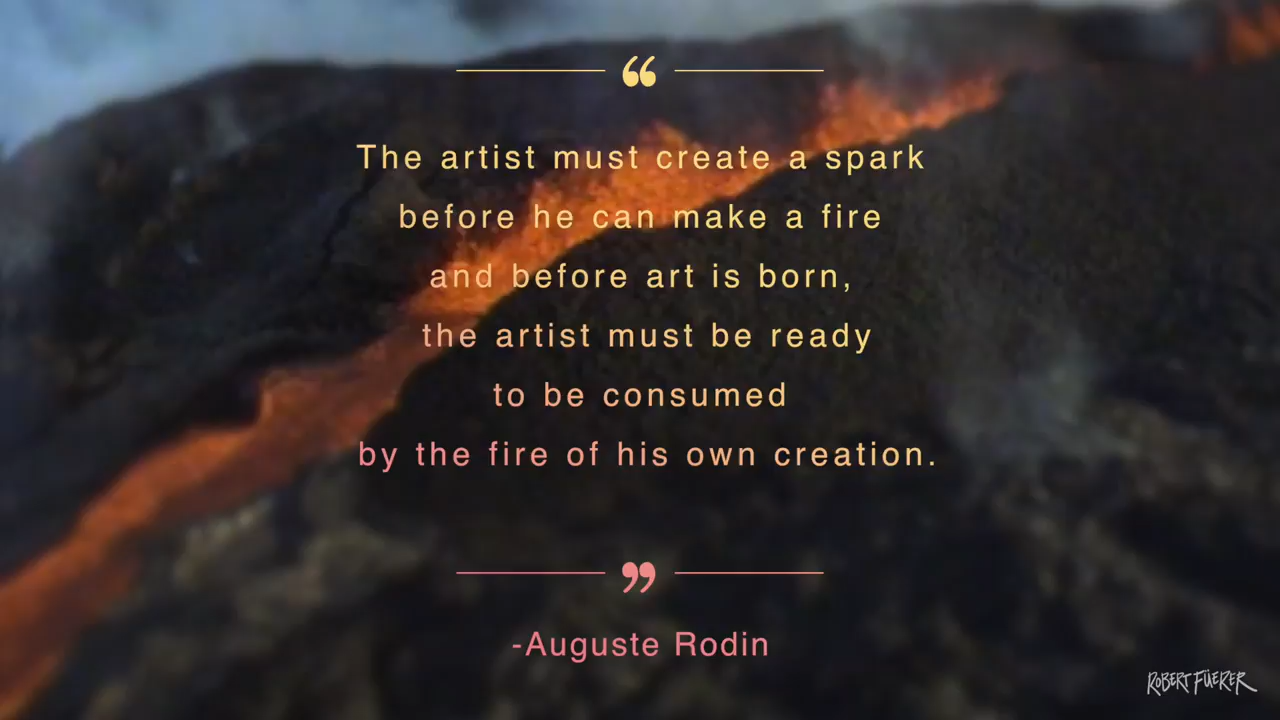 “
The artist must create a spark
before he can make a fire
and before art is born,
the artist must be ready
to be consumed
by the fire of his own creation.
”
-Auguste Rodin
ROBERT FÜERER